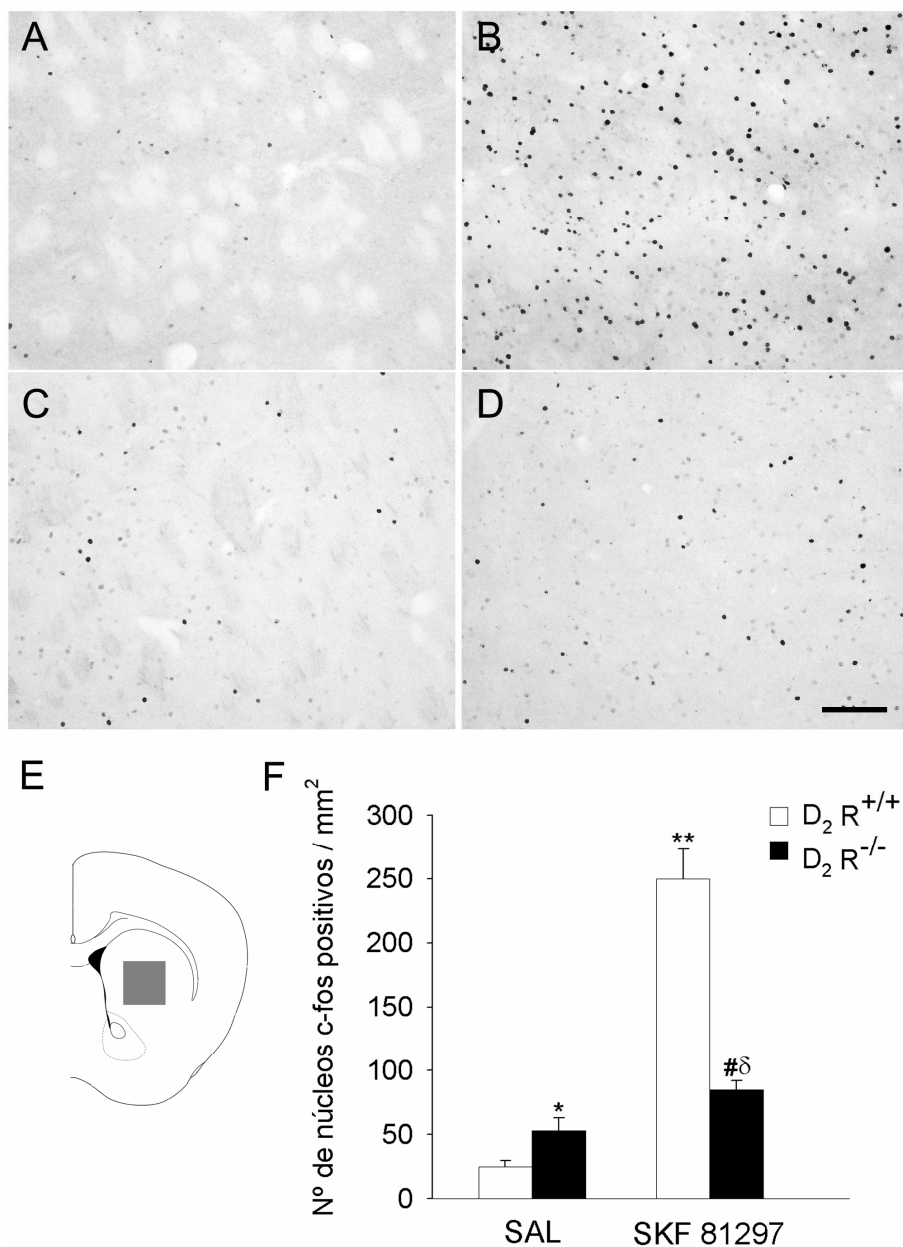 A
B
C
D
E
F
Nº de núcleos c-fos positivos / mm²
300
250
200
150
100
50
0
**
*
#δ
D₂ R⁺/⁺
D₂ R⁻/⁻
SAL
SKF 81297